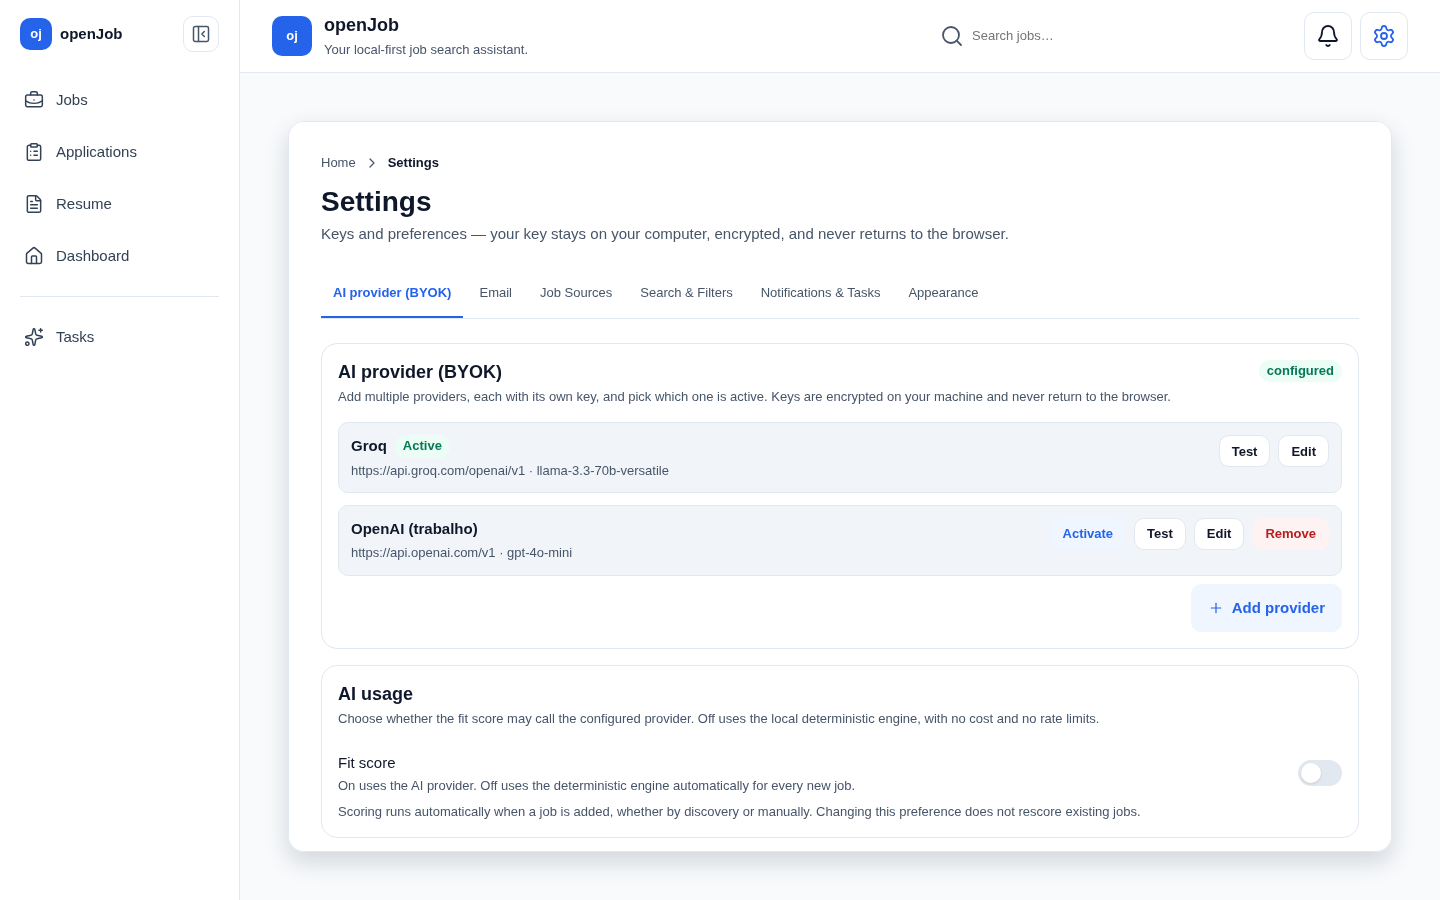 oj openJob
Jobs
Applications
Resume
Dashboard
Tasks
oj
openJob
Your local-first job search assistant.
Search jobs…
Home
Settings
Settings
Keys and preferences — your key stays on your computer, encrypted, and never returns to the browser.
AI provider (BYOK) Email Job Sources Search & Filters Notifications & Tasks Appearance
AI provider (BYOK)
configured
Add multiple providers, each with its own key, and pick which one is active. Keys are encrypted on your machine and never return to the browser.
Groq Active
https://api.groq.com/openai/v1 · llama-3.3-70b-versatile
Test Edit
OpenAI (trabalho)
https://api.openai.com/v1 · gpt-4o-mini
Activate Test Edit Remove
Add provider
AI usage
Choose whether the fit score may call the configured provider. Off uses the local deterministic engine, with no cost and no rate limits.
Fit score
On uses the AI provider. Off uses the deterministic engine automatically for every new job.
Scoring runs automatically when a job is added, whether by discovery or manually. Changing this preference does not rescore existing jobs.